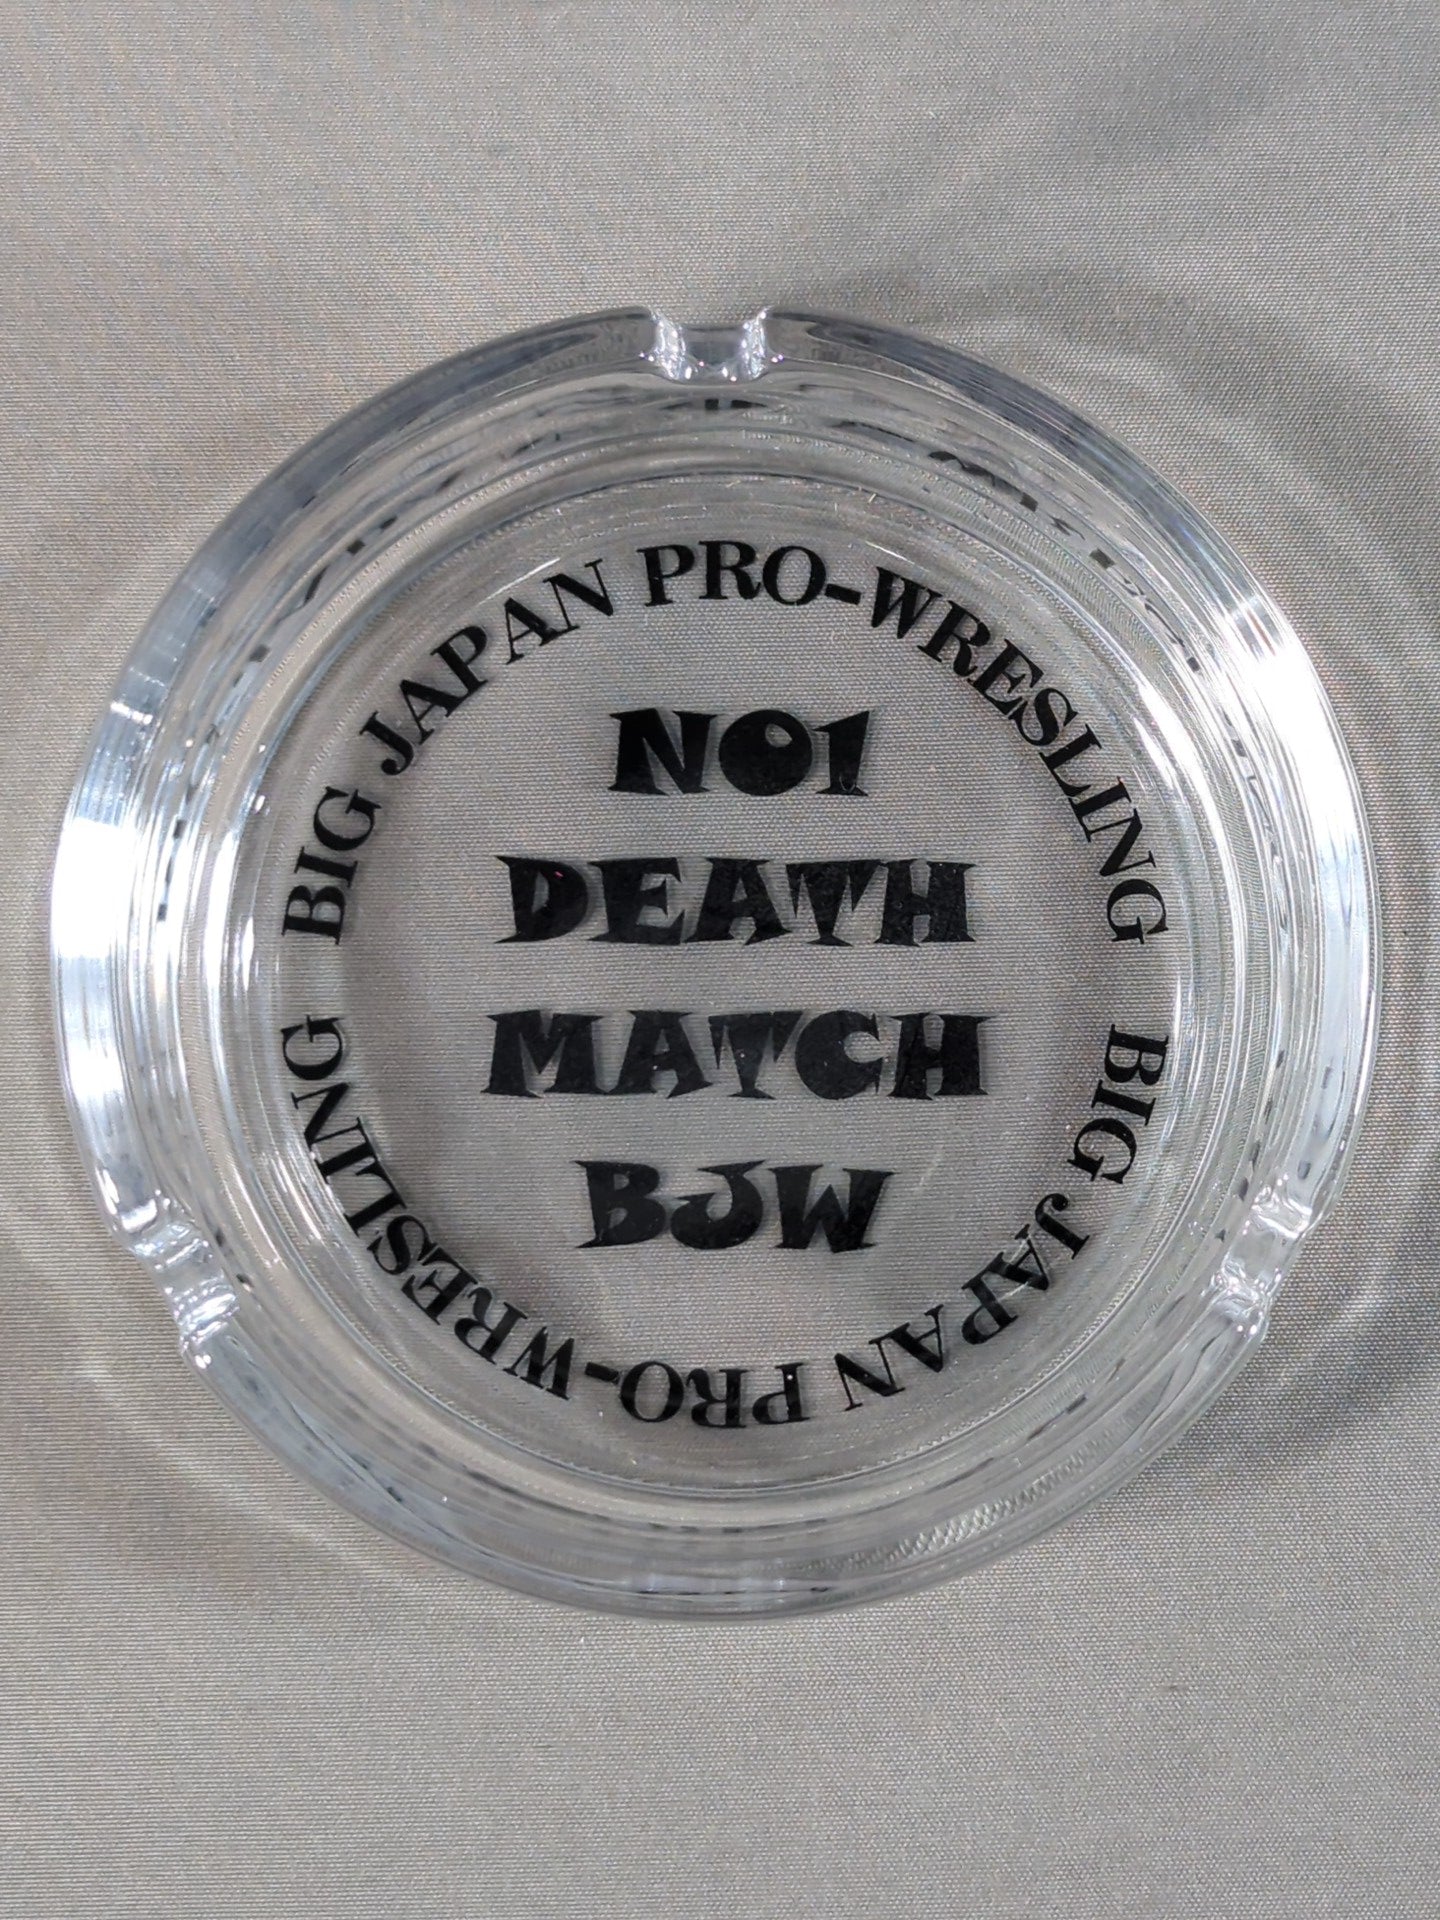 BIG JAPAN PRO-WRESLING
NO1
DEATH
MATCH
BJW
BIG JAPAN PRO-WRESLING